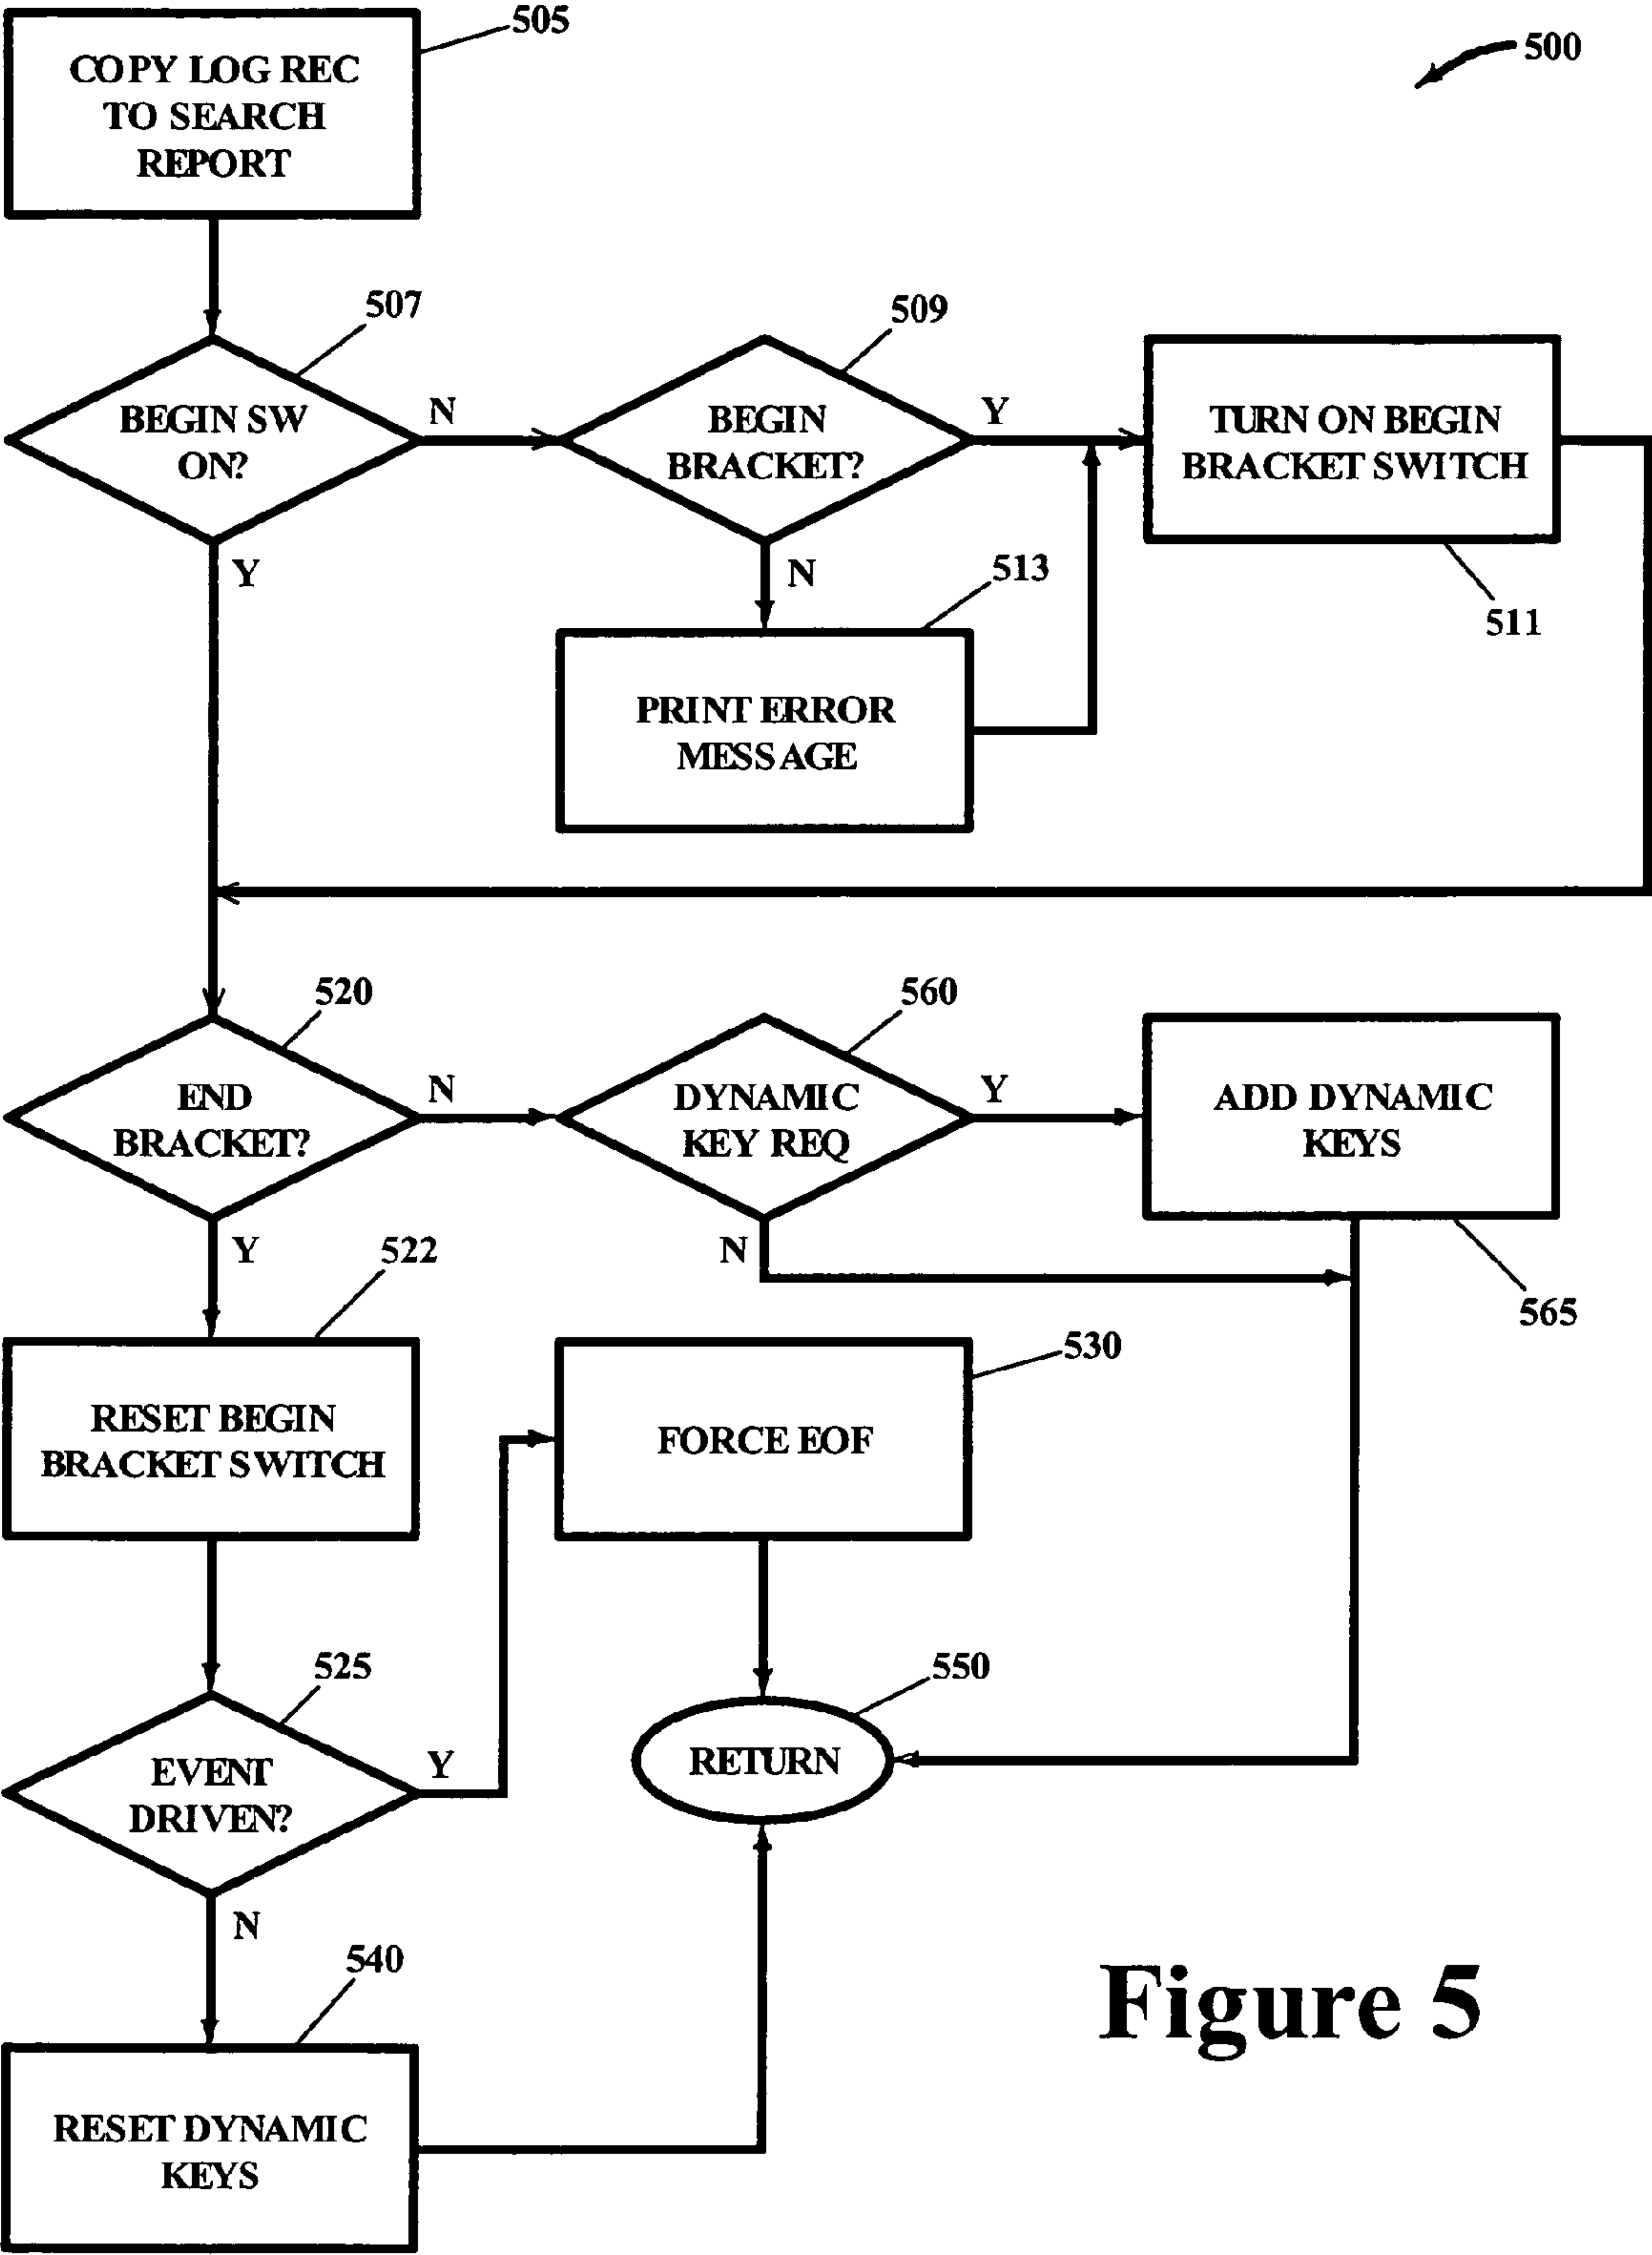 505
500
COPY LOG REC
TO SEARCH
REPORT
507
509
BEGIN SW
ON?
N
BEGIN
BRACKET?
Y
TURN ON BEGIN
BRACKET SWITCH
Y
N
513
511
PRINT ERROR
MESSAGE
520
560
END
BRACKET?
N
DYNAMIC
KEY REQ
Y
ADD DYNAMIC
KEYS
Y
522
N
565
530
RESET BEGIN
BRACKET SWITCH
FORCE EOF
525
550
EVENT
DRIVEN?
Y
RETURN
N
540
Figure 5
RESET DYNAMIC
KEYS